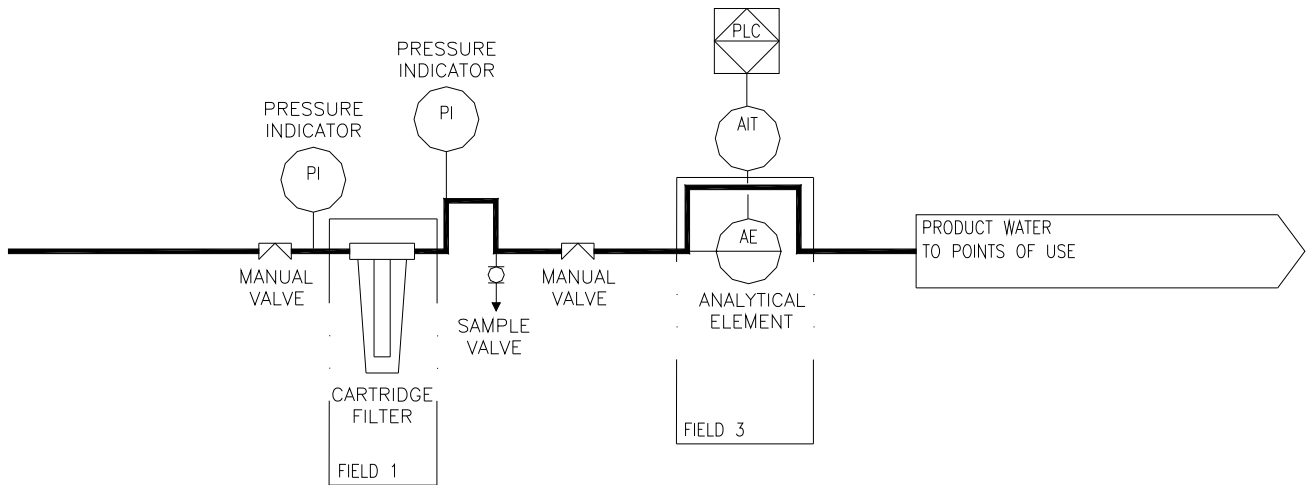 PLC
PRESSURE
INDICATOR
PI
AIT
PRESSURE
INDICATOR
PI
AE
PRODUCT WATER
TO POINTS OF USE
MANUAL
VALVE
SAMPLE
VALVE
MANUAL
VALVE
ANALYTICAL
ELEMENT
CARTRIDGE
FILTER
FIELD 1
FIELD 3